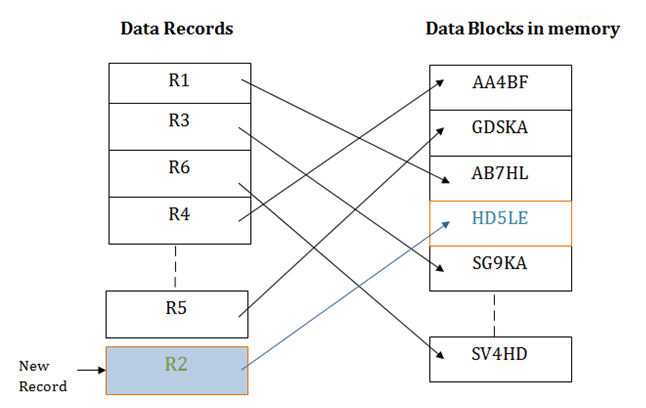 Data Records
R1
R3
R6
R4
R5
R2
New
Record
Data Blocks in memory
AA4BF
GDSKA
AB7HL
HD5LE
SG9KA
SV4HD